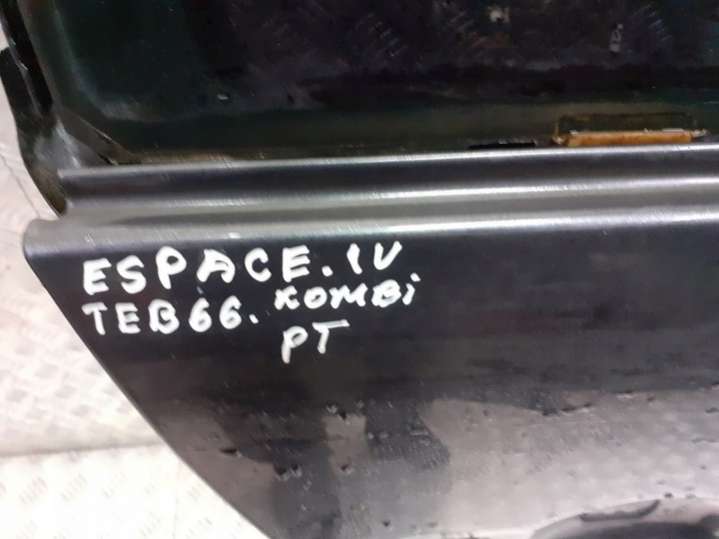 ESPACE.IV
TEB66. KOMBi
PT